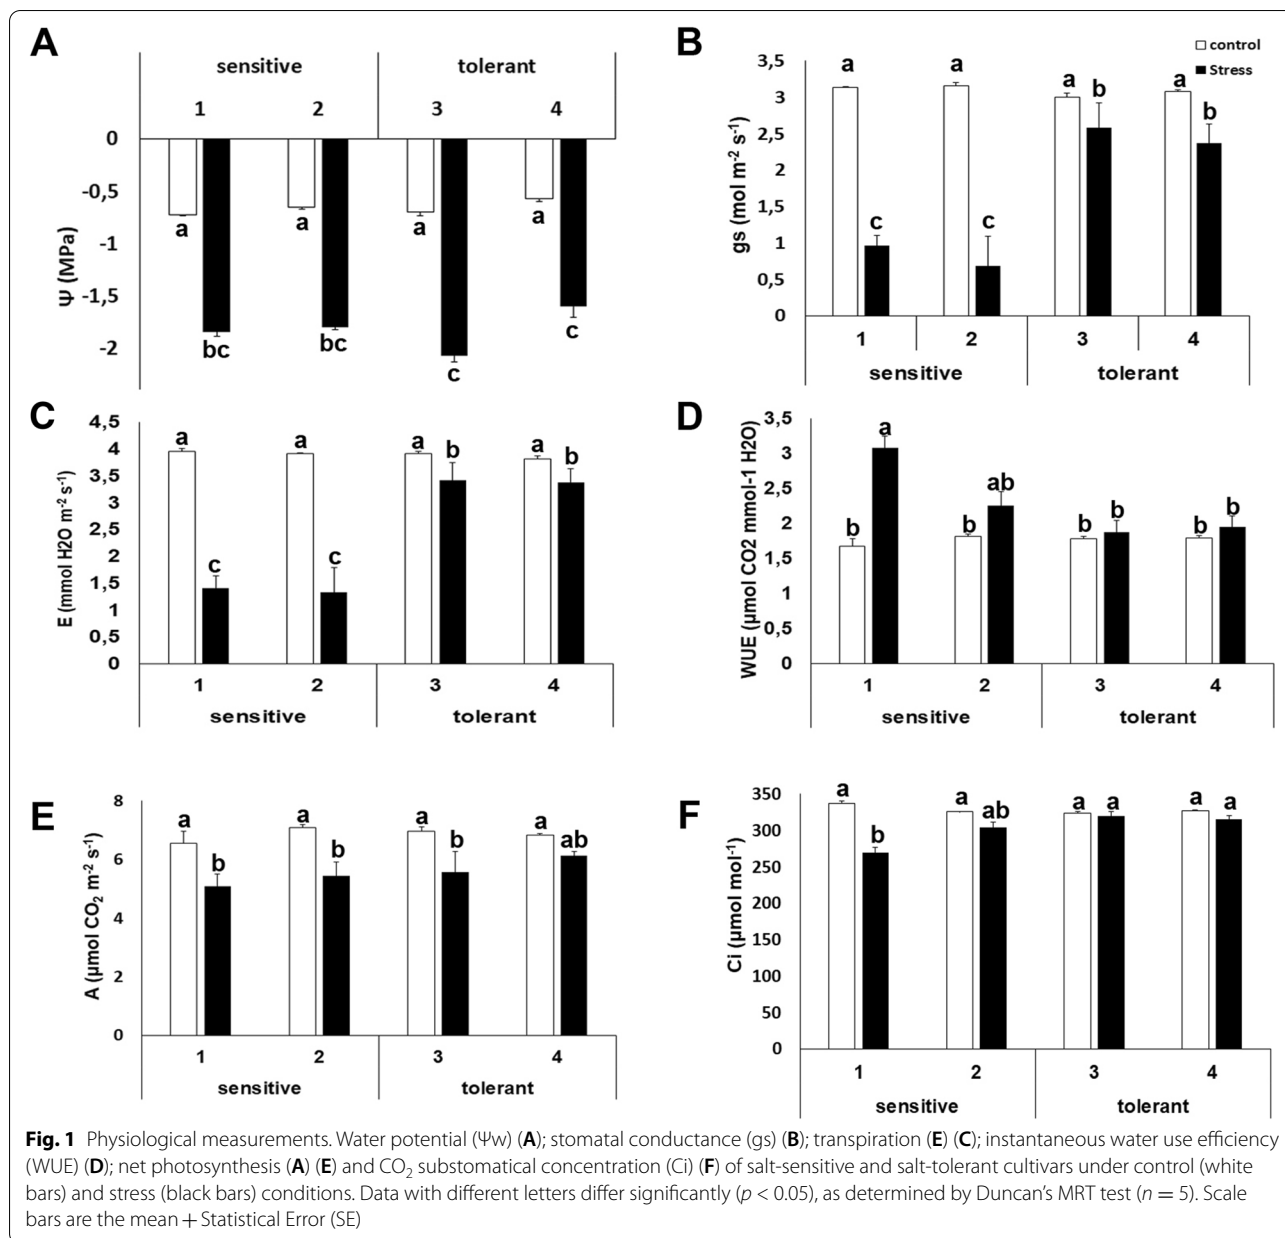 A
sensitive
tolerant
1
2
3
4
0
-0,5
-1
-1,5
-2
Ψ (MPa)
a
bc
a
bc
a
c
a
c
B
control
Stress
3,5
3
2,5
2
1,5
1
0,5
0
gs (mol m-2 s-1)
a
c
a
c
a
b
a
b
1
2
3
4
sensitive
tolerant
C
4,5
4
3,5
3
2,5
2
1,5
1
0,5
0
E (mmol H2O m-2 s-1)
a
c
a
c
a
b
a
b
1
2
3
4
sensitive
tolerant
D
3,5
3
2,5
2
1,5
1
0,5
0
WUE (μmol CO2 mmol-1 H2O)
b
a
b
ab
b
b
b
b
1
2
3
4
sensitive
tolerant
E
8
6
4
2
0
A (μmol CO2 m-2 s-1)
a
b
a
b
a
b
a
ab
1
2
3
4
sensitive
tolerant
F
350
300
250
200
150
100
50
0
Ci (μmol mol-1)
a
b
a
ab
a
a
a
a
1
2
3
4
sensitive
tolerant
Fig. 1 Physiological measurements. Water potential (Ψw) (A); stomatal conductance (gs) (B); transpiration (E) (C); instantaneous water use efficiency
(WUE) (D); net photosynthesis (A) (E) and CO2 substomatical concentration (Ci) (F) of salt-sensitive and salt-tolerant cultivars under control (white
bars) and stress (black bars) conditions. Data with different letters differ significantly (p < 0.05), as determined by Duncan's MRT test (n = 5). Scale
bars are the mean + Statistical Error (SE)